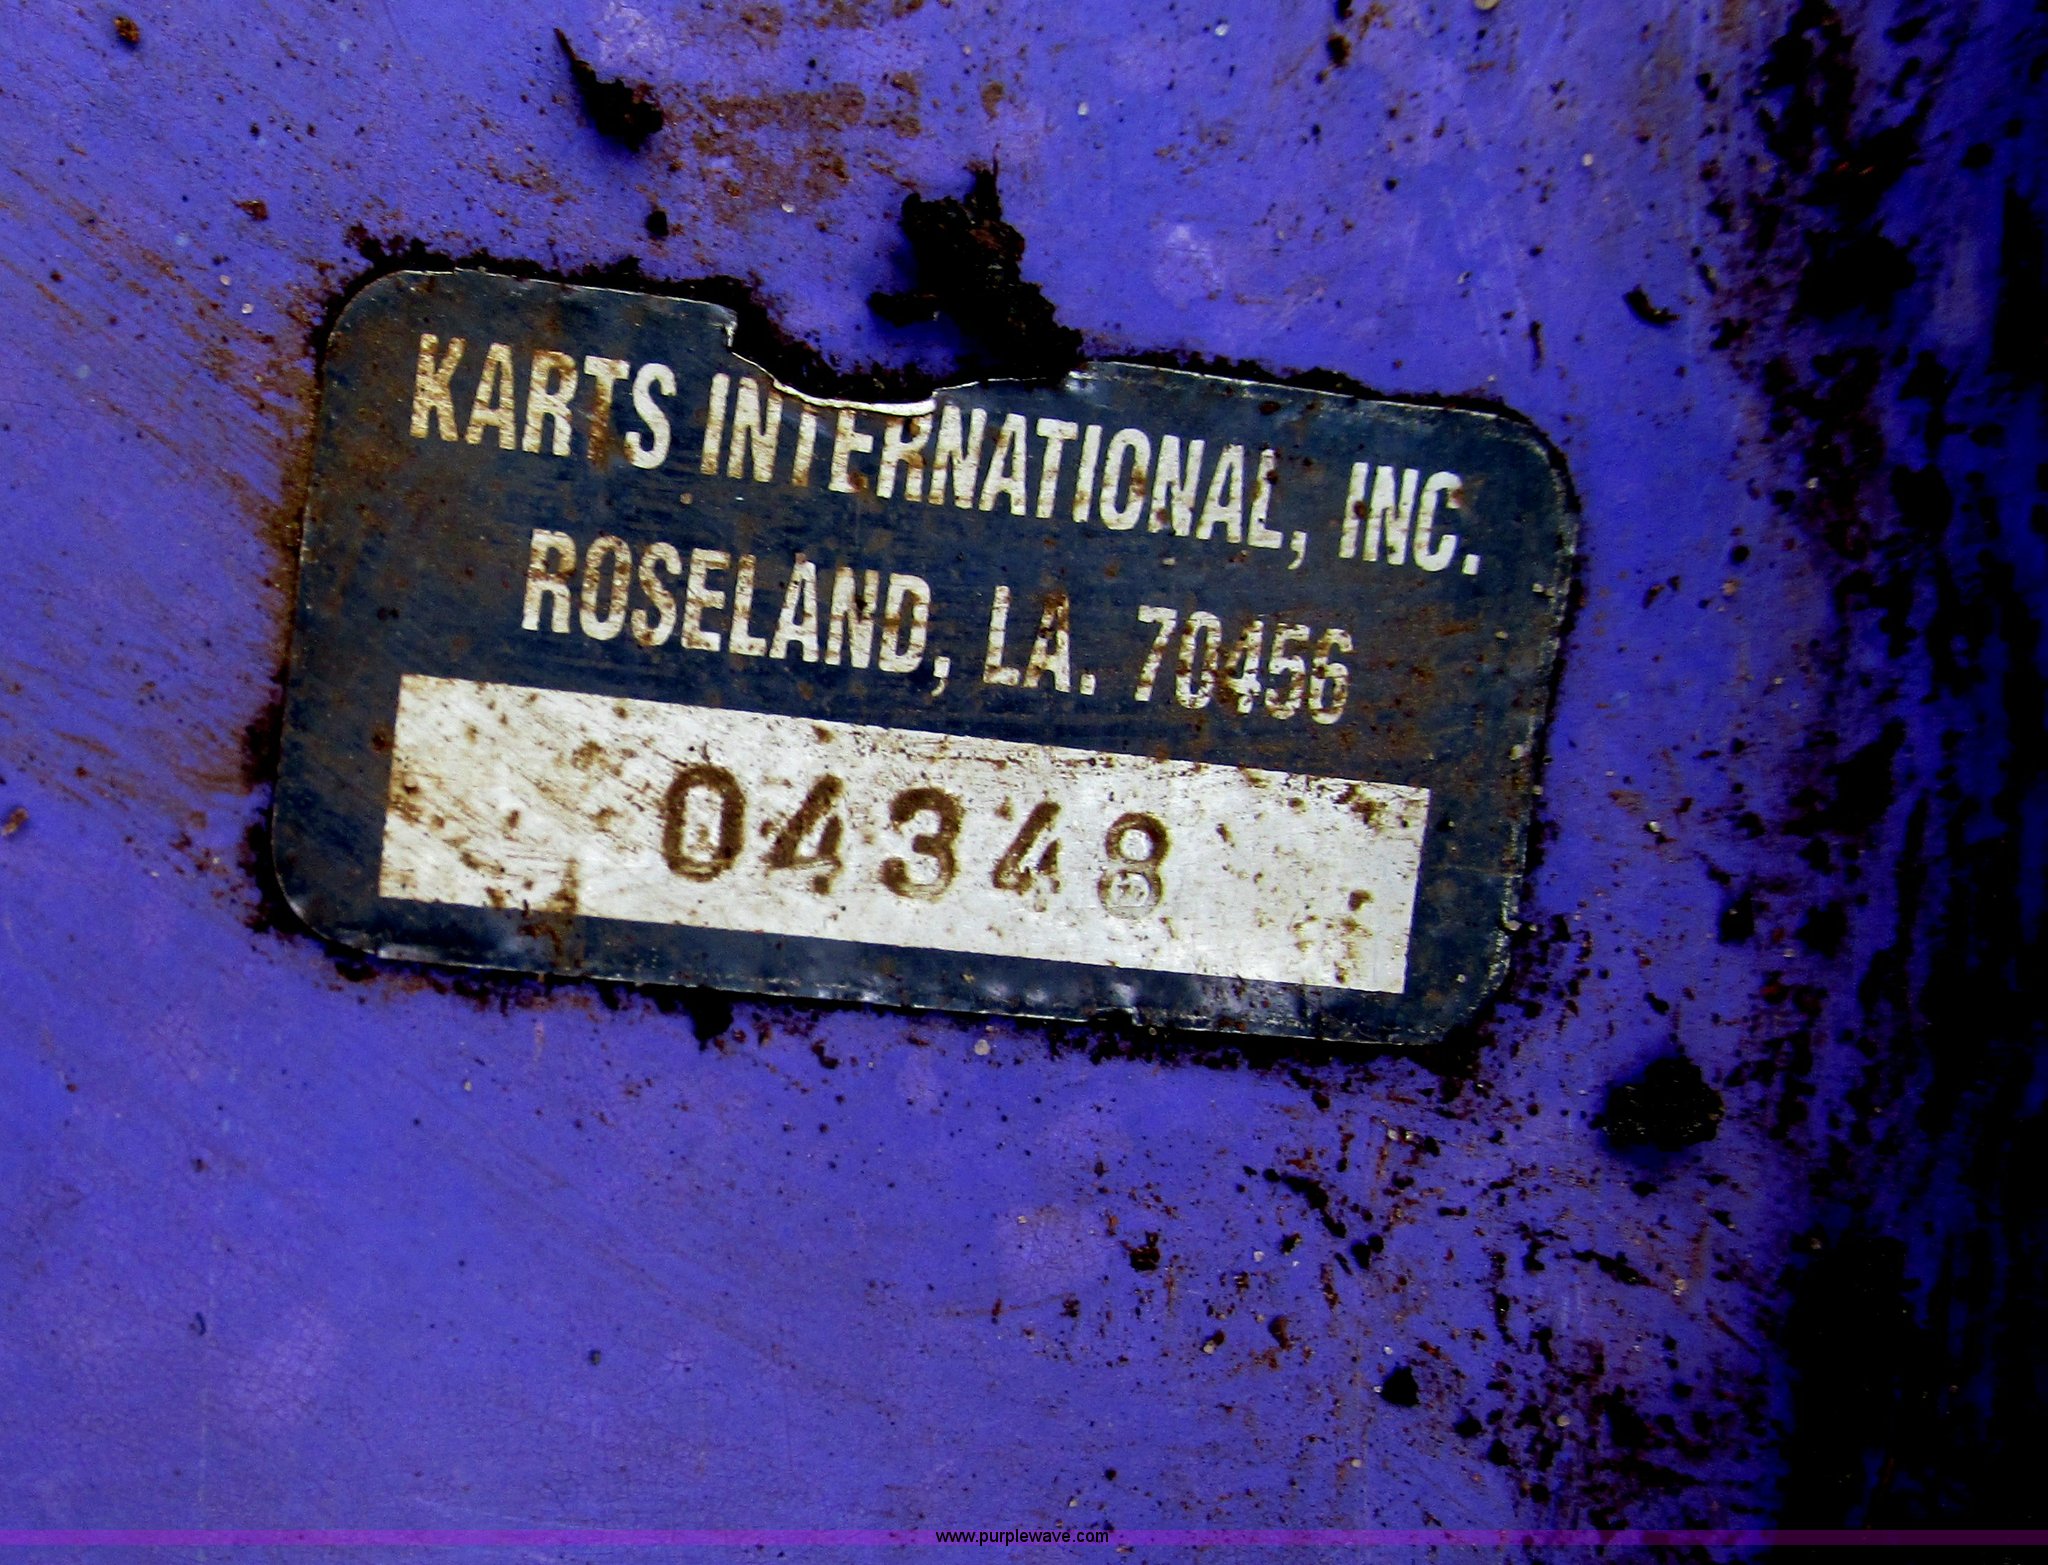 KARTS INTERNATIONAL, INC.
ROSELAND, LA. 70456
04348
www.purplewave.com